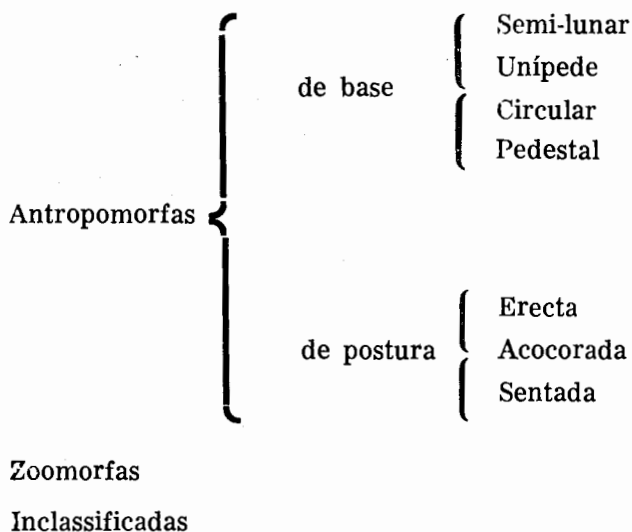 Semi-lunar
de base
Unípede
Circular
Pedestal
Antropomorfas
Erecta
de postura
Acocorada
Sentada
Zoomorfas
Inclassificadas